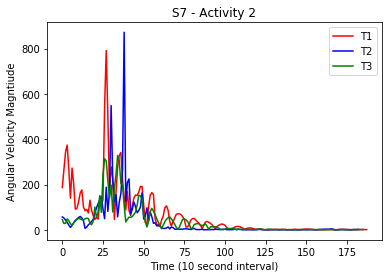 S7 - Activity 2
T1
T2
T3
Angular Velocity Magntiude
800
600
400
200
0
0 25 50 75 100 125 150 175
Time (10 second interval)